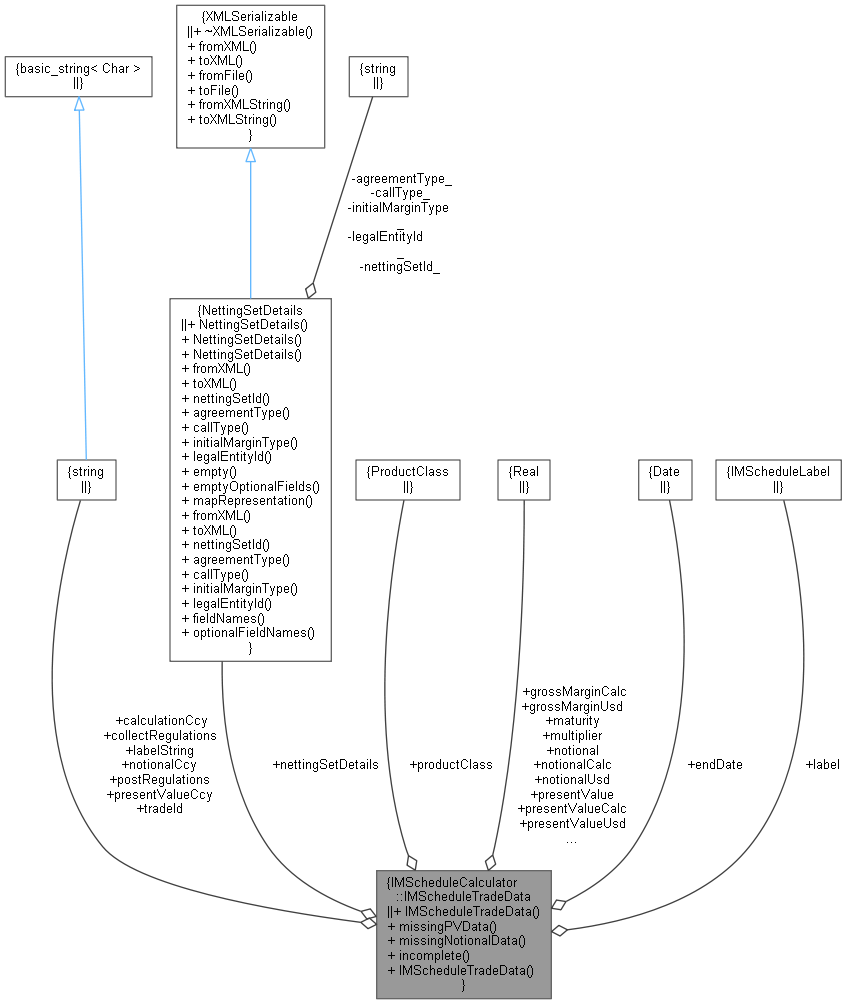 {XMLSerializable
||+ ~XMLSerializable()
+ fromXML()
+ toXML()
+ fromFile()
+ toFile()
+ fromXMLString()
+ toXMLString()
}
{basic_string< Char >
||}
{string
||}
-agreementType_
-callType_
-initialMarginType
_
-legalEntityId
_
-nettingSetId_
{NettingSetDetails
||+ NettingSetDetails()
+ NettingSetDetails()
+ NettingSetDetails()
+ fromXML()
+ toXML()
+ nettingSetId()
+ agreementType()
+ callType()
+ initialMarginType()
+ legalEntityId()
+ empty()
+ emptyOptionalFields()
+ mapRepresentation()
+ fromXML()
+ toXML()
+ nettingSetId()
+ agreementType()
+ callType()
+ initialMarginType()
+ legalEntityId()
+ fieldNames()
+ optionalFieldNames()
}
{string
||}
{ProductClass
||}
{Real
||}
{Date
||}
{IMScheduleLabel
||}
+calculationCcy
+collectRegulations
+labelString
+notionalCcy
+postRegulations
+presentValueCcy
+tradeId
+nettingSetDetails
+productClass
+grossMarginCalc
+grossMarginUsd
+maturity
+multiplier
+notional
+notionalCalc
+notionalUsd
+presentValue
+presentValueCalc
+presentValueUsd
...
+endDate
+label
{IMScheduleCalculator
::IMScheduleTradeData
||+ IMScheduleTradeData()
+ missingPVData()
+ missingNotionalData()
+ incomplete()
+ IMScheduleTradeData()
}